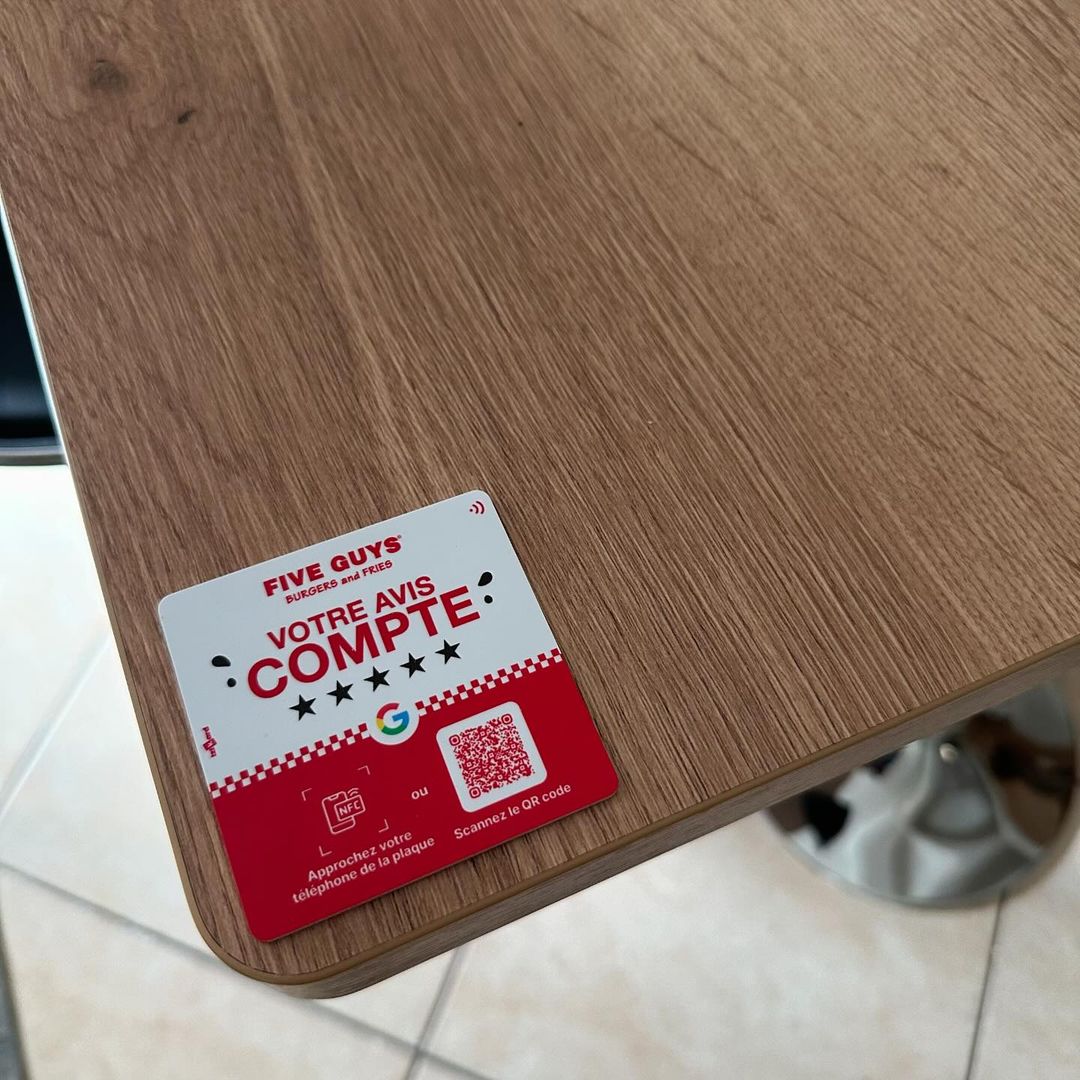 FIVE GUYS®
BURGERS and FRIES
VOTRE AVIS
COMPTE
NFC
ou
Approchez votre
téléphone de la plaque
Scannez le QR code